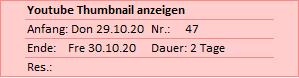 Youtube Thumbnail anzeigen
Anfang: Don 29.10.20 Nr.: 47
Ende: Fre 30.10.20 Dauer: 2 Tage
Res.: